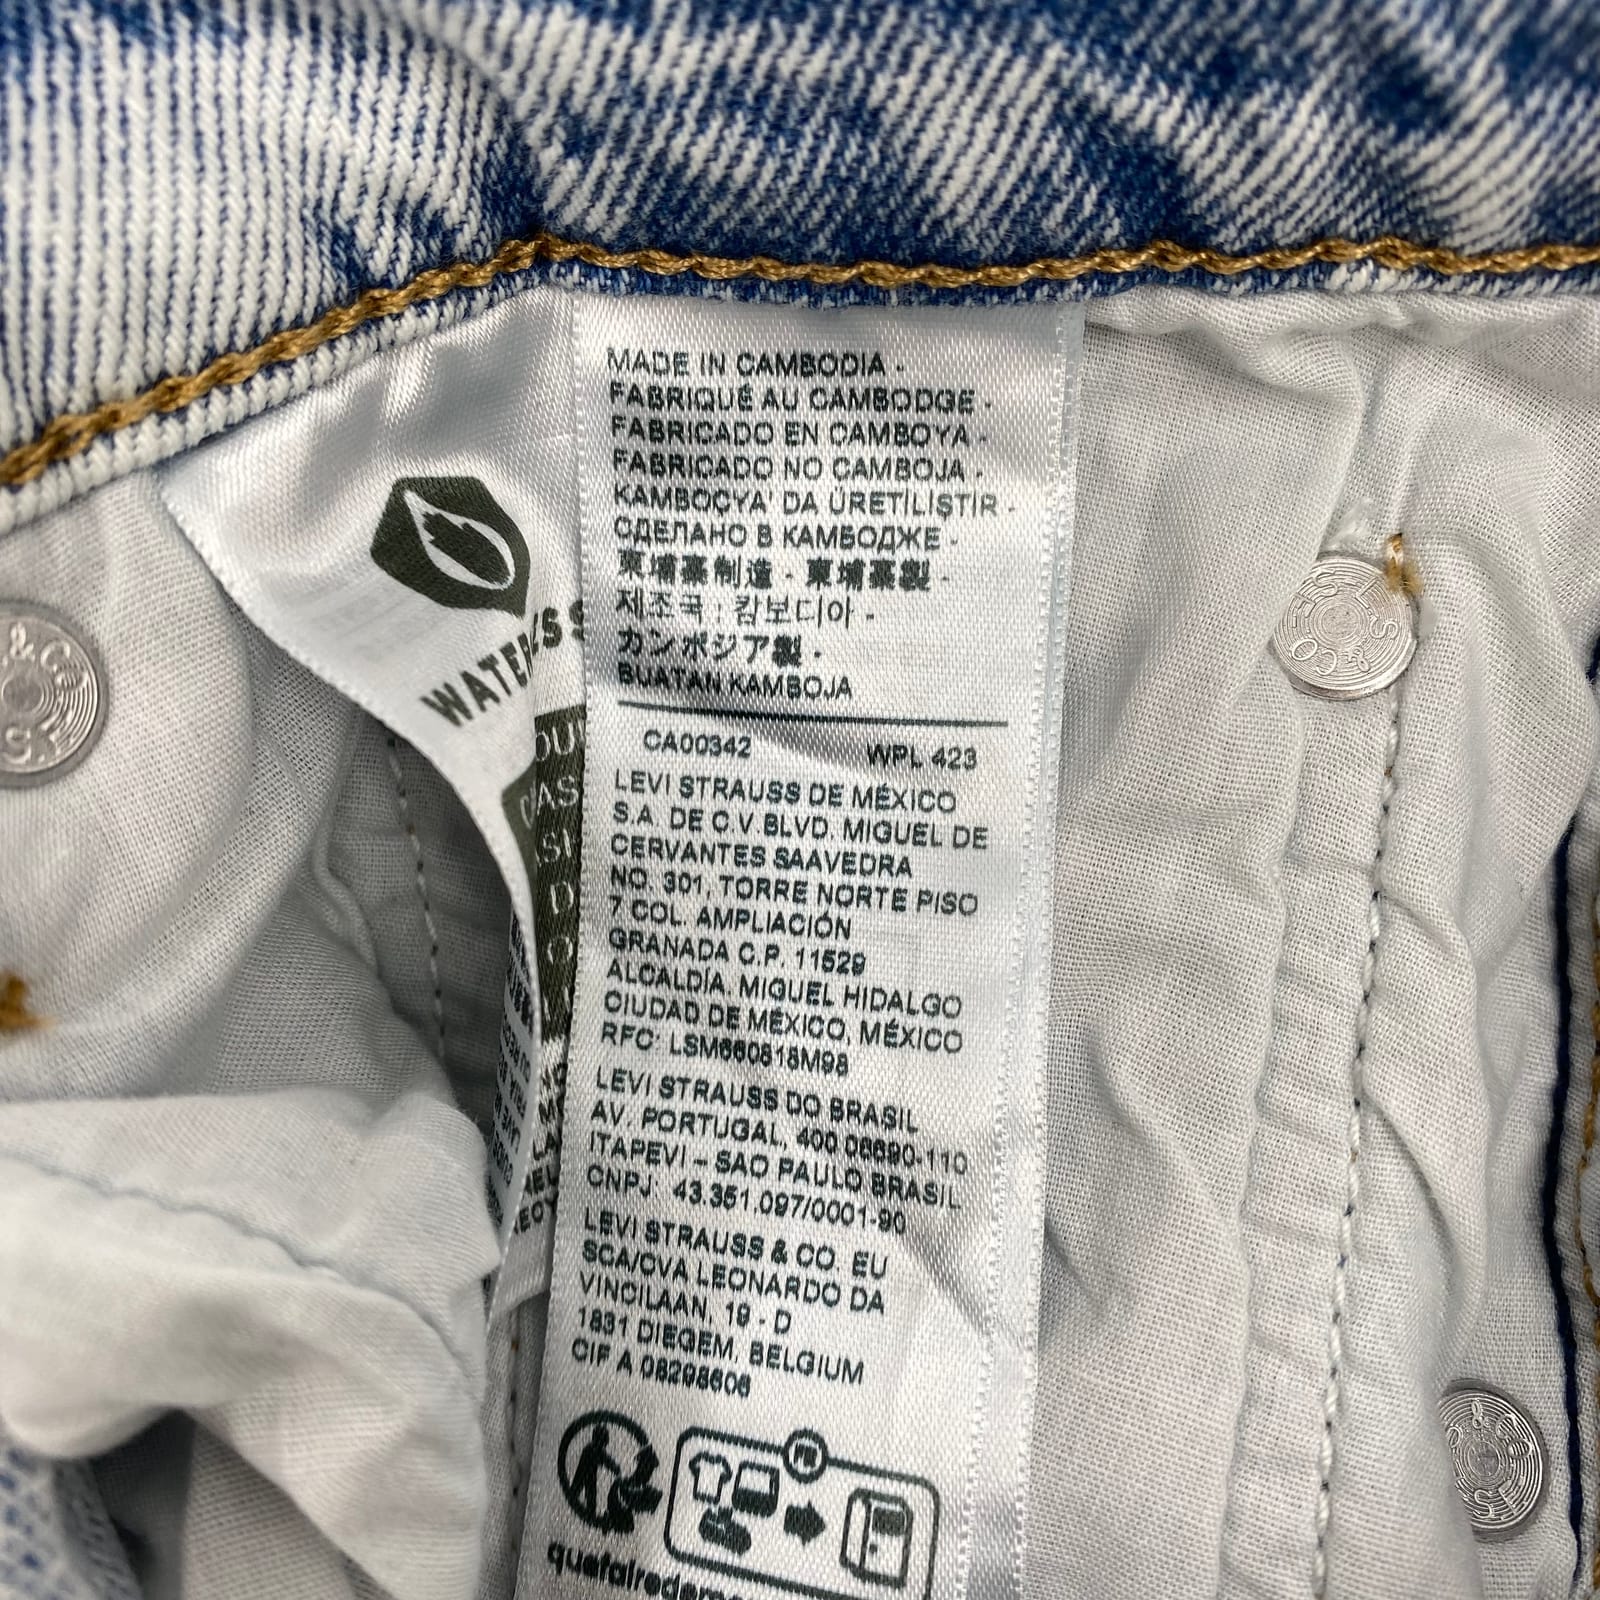 MADE IN CAMBODIA -
FABRIQUÉ AU CAMBODGE -
FABRICADO EN CAMBOYA -
FABRICADO NO CAMBOJA -
KAMBOÇYA' DA ÜRETİLİŞTİR -
СДЕЛАНО В КАМБОДЖЕ -
柬埔寨制造 - 柬埔寨製 -
제조국 : 캄보디아 -
カンボジア製 -
BUATAN KAMBOJA
CA00342 WPL 423
LEVI STRAUSS DE MÉXICO
S.A. DE C.V. BLVD. MIGUEL DE
CERVANTES SAAVEDRA
NO. 301, TORRE NORTE PISO
7 COL. AMPLIACIÓN
GRANADA C.P. 11529
ALCALDÍA. MIGUEL HIDALGO
CIUDAD DE MÉXICO, MÉXICO
RFC: LSM660818M98
LEVI STRAUSS DO BRASIL
AV. PORTUGAL, 400 06690-110
ITAPEVI – SAO PAULO BRASIL
CNPJ: 43.351.097/0001-90
LEVI STRAUSS & CO. EU
SCA/CVA LEONARDO DA
VINCILAAN, 19 - D
1831 DIEGEM, BELGIUM
CIF A 08298606
WATER<LESS